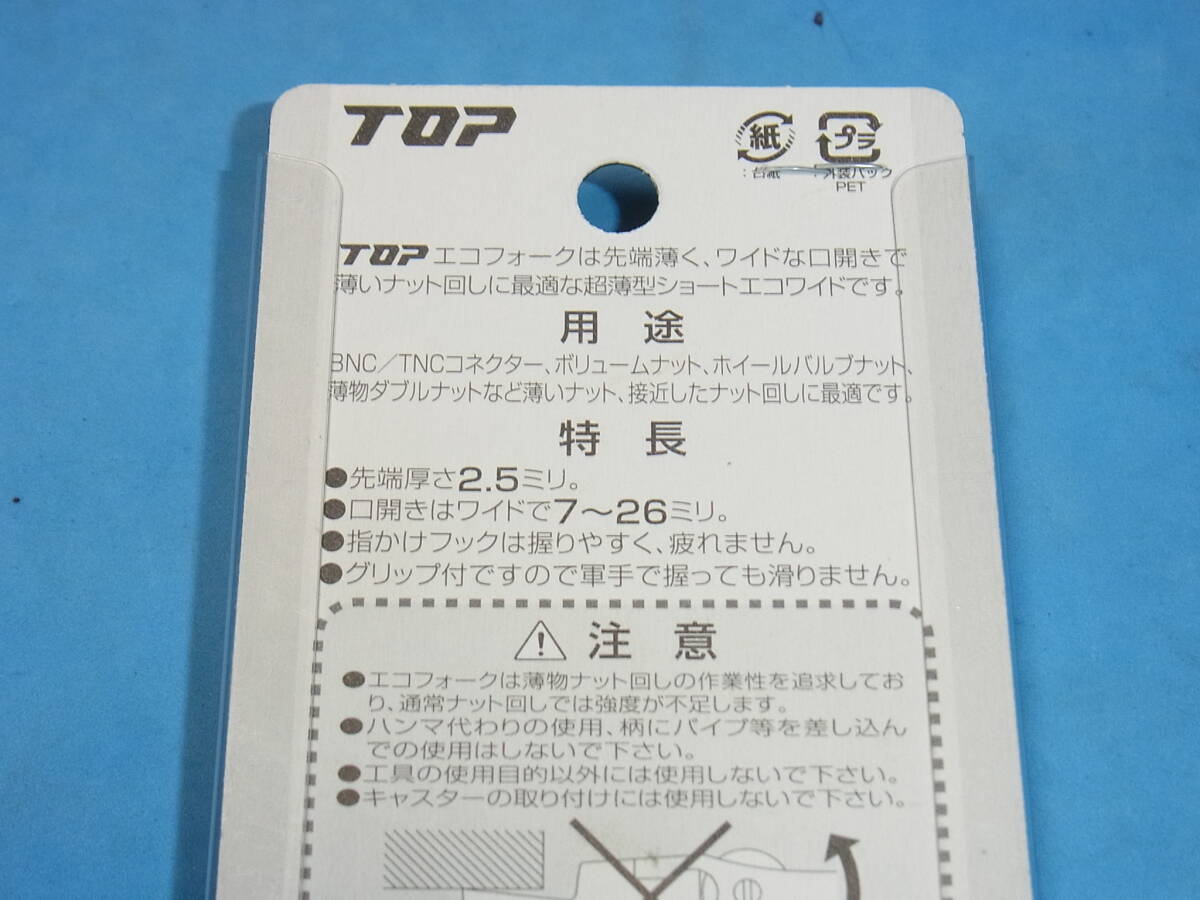 TOP
紙 プラ
：台紙 ：外装パック
PET
TOP エコフォークは先端薄く、ワイドな口開きで
薄いナット回しに最適な超薄型ショートエコワイドです。
用 途
BNC／TNCコネクター、ボリュームナット、ホイールバルブナット、
薄物ダブルナットなど薄いナット、接近したナット回しに最適です。
特 長
●先端厚さ2.5ミリ。
●口開きはワイドで7～26ミリ。
●指かけフックは握りやすく、疲れません。
●グリップ付ですので軍手で握っても滑りません。
注 意
●エコフォークは薄物ナット回しの作業性を追求してお
り、通常ナット回しでは強度が不足します。
●ハンマ代わりの使用、柄にパイプ等を差し込ん
での使用はしないで下さい。
●工具の使用目的以外には使用しないで下さい。
●キャスターの取り付けには使用しないで下さい。